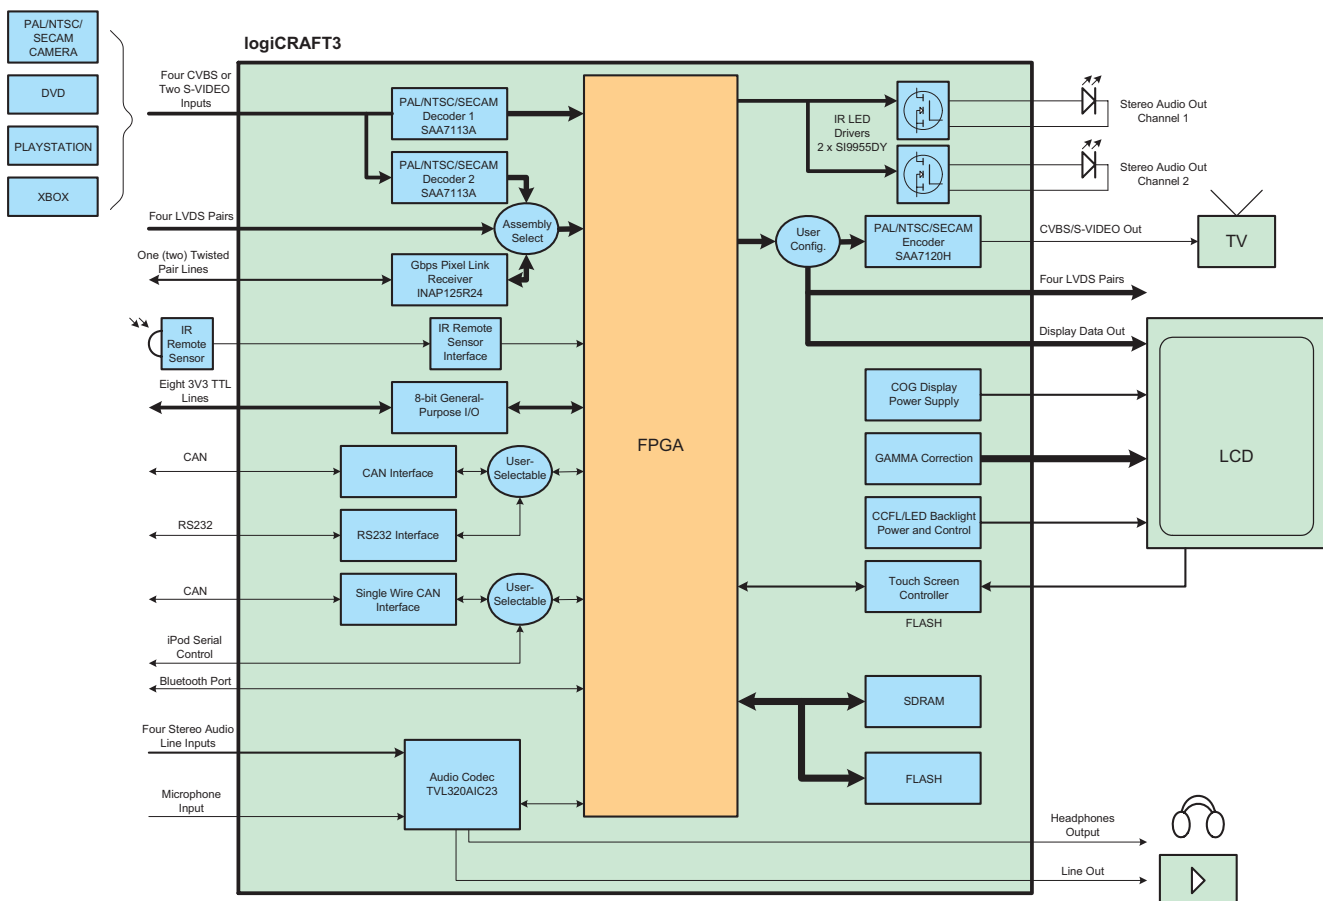 PAL/NTSC/
SECAM
CAMERA
DVD
PLAYSTATION
XBOX
logiCRAFT3
Four CVBS or
Two S-VIDEO
Inputs
PAL/NTSC/SECAM
Decoder 1
SAA7113A
PAL/NTSC/SECAM
Decoder 2
SAA7113A
Four LVDS Pairs
Assembly
Select
One (two) Twisted
Pair Lines
Gbps Pixel Link
Receiver
INAP125R24
IR
Remote
Sensor
IR Remote
Sensor
Interface
Eight 3V3 TTL
Lines
8-bit General-
Purpose I/O
CAN
CAN Interface
User-
Selectable
RS232
RS232 Interface
CAN
Single Wire CAN
Interface
User-
Selectable
iPod Serial
Control
Bluetooth Port
Four Stereo Audio
Line Inputs
Microphone
Input
Audio Codec
TVL320AIC23
FPGA
IR LED
Drivers
2 x SI9955DY
Stereo Audio Out
Channel 1
Stereo Audio Out
Channel 2
User
Config.
PAL/NTSC/SECAM
Encoder
SAA7120H
CVBS/S-VIDEO Out
TV
Four LVDS Pairs
Display Data Out
COG Display
Power Supply
GAMMA Correction
CCFL/LED Backlight
Power and Control
LCD
Touch Screen
Controller
FLASH
SDRAM
FLASH
Headphones
Output
Line Out